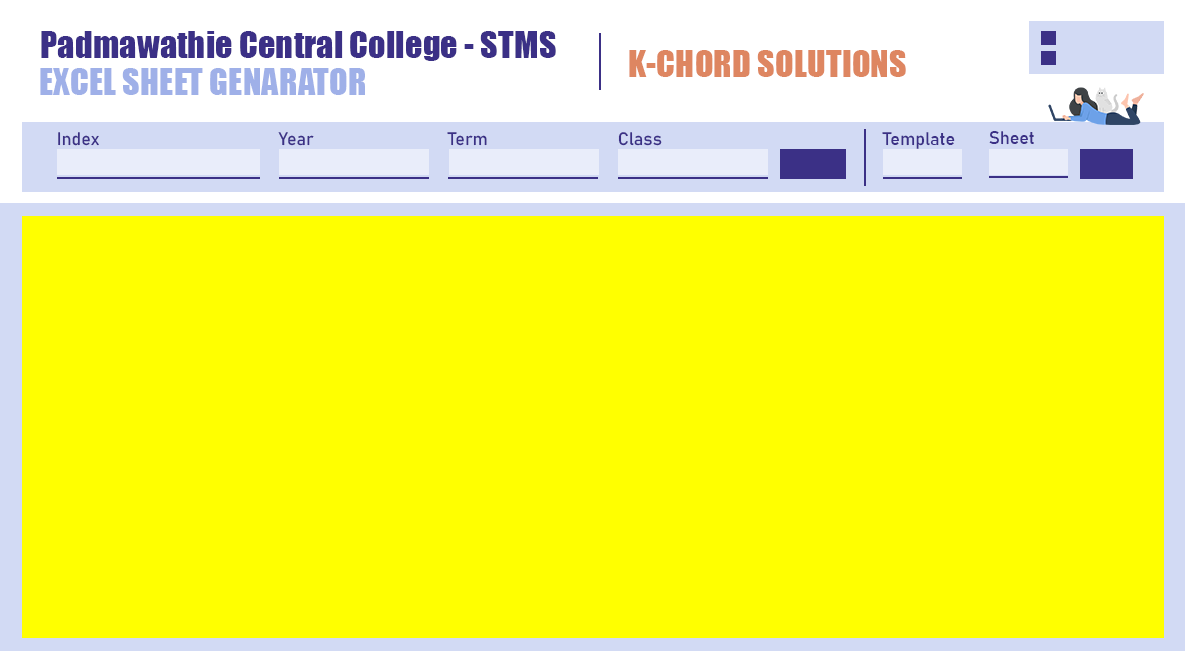 Padmawathie Central College - STMS
EXCEL SHEET GENARATOR
K-CHORD SOLUTIONS
Index
Year
Term
Class
Template
Sheet